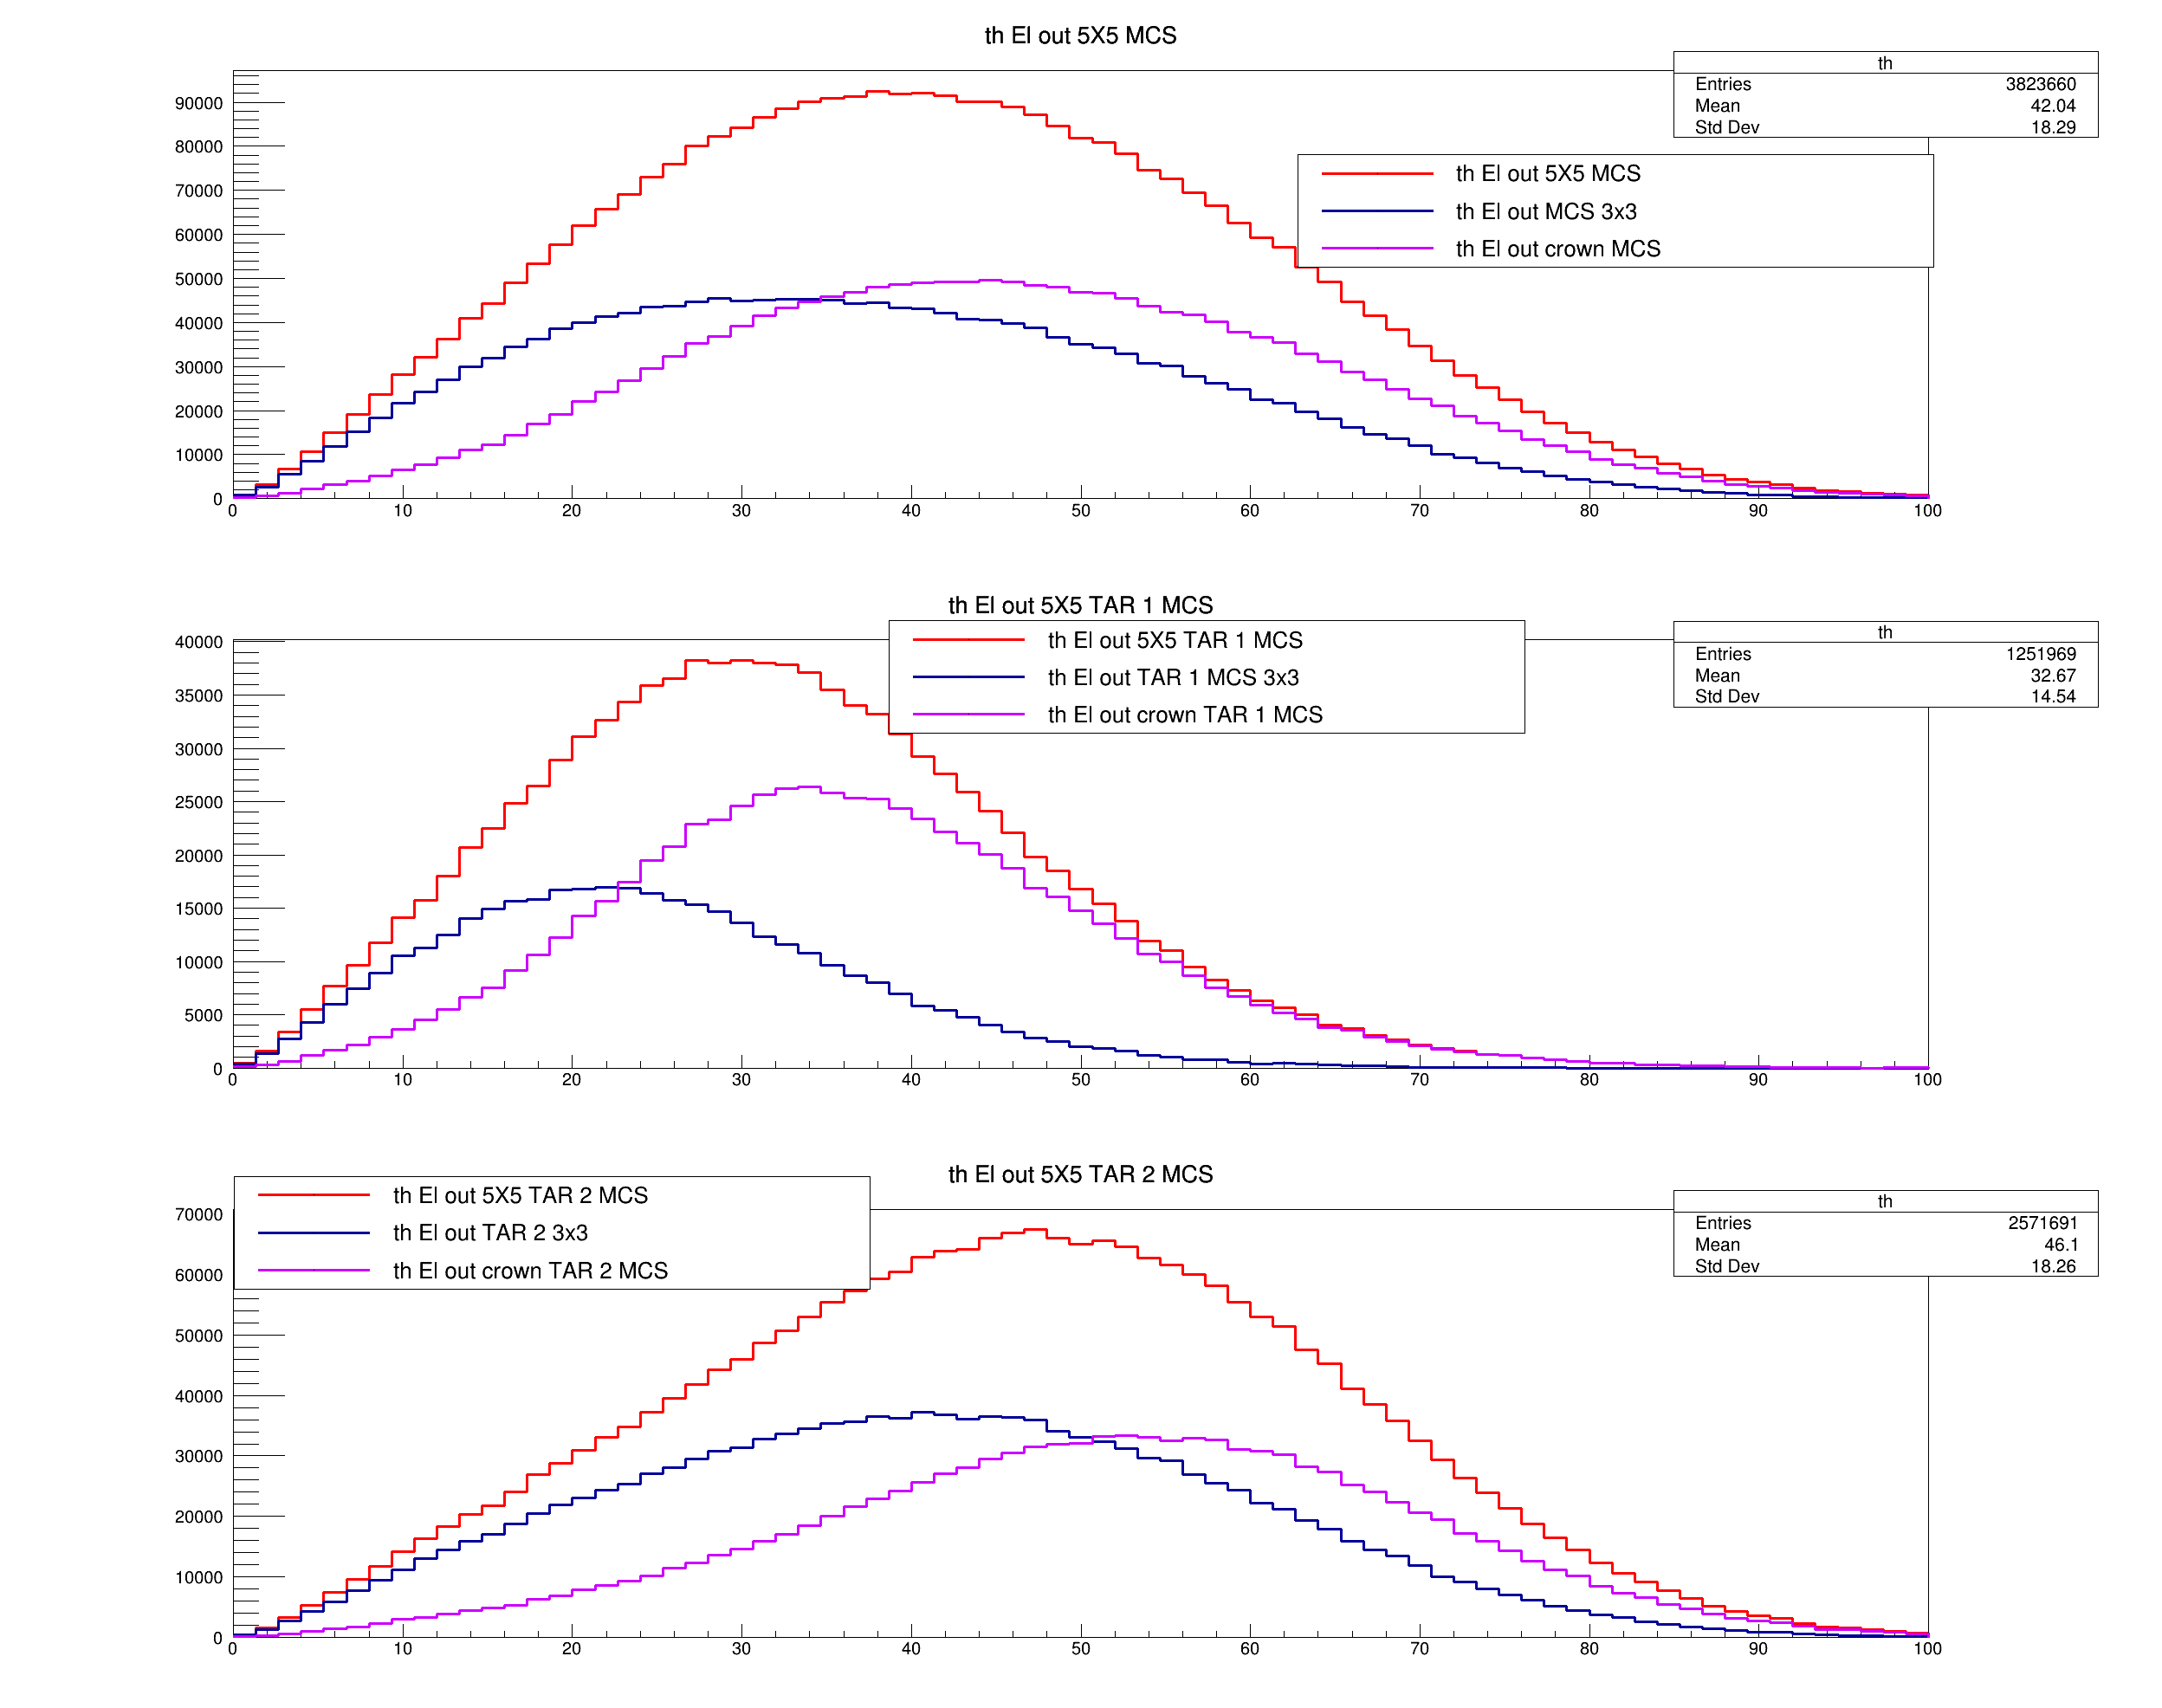 th El out 5X5 MCS
th
Entries 3823660
Mean 42.04
Std Dev 18.29
th El out 5X5 MCS
th El out MCS 3x3
th El out crown MCS
90000
80000
70000
60000
50000
40000
30000
20000
10000
0
0 10 20 30 40 50 60 70 80 90 100
th El out 5X5 TAR 1 MCS
th
Entries 1251969
Mean 32.67
Std Dev 14.54
th El out 5X5 TAR 1 MCS
th El out TAR 1 MCS 3x3
th El out crown TAR 1 MCS
40000
35000
30000
25000
20000
15000
10000
5000
0
0 10 20 30 40 50 60 70 80 90 100
th El out 5X5 TAR 2 MCS
th
Entries 2571691
Mean 46.1
Std Dev 18.26
th El out 5X5 TAR 2 MCS
th El out TAR 2 3x3
th El out crown TAR 2 MCS
70000
60000
50000
40000
30000
20000
10000
0
0 10 20 30 40 50 60 70 80 90 100